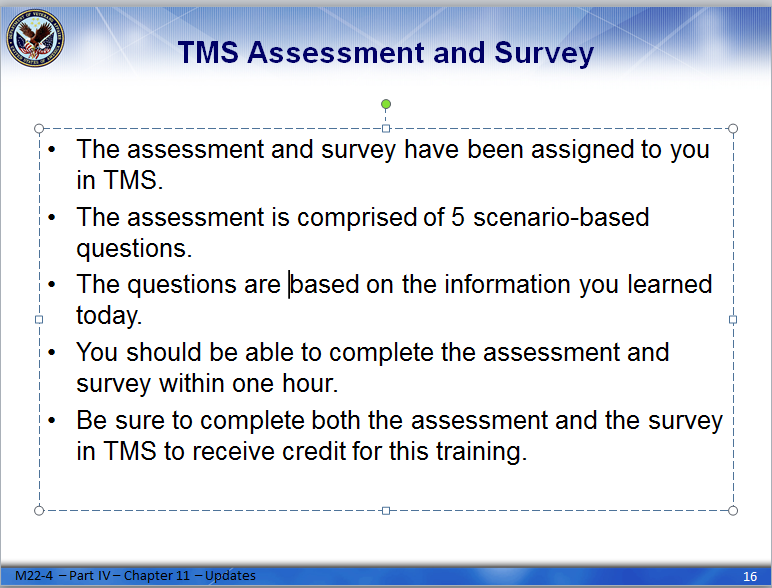 TMS Assessment and Survey
• The assessment and survey have been assigned to you
in TMS.
• The assessment is comprised of 5 scenario-based
questions.
• The questions are based on the information you learned
today.
• You should be able to complete the assessment and
survey within one hour.
• Be sure to complete both the assessment and the survey
in TMS to receive credit for this training.
M22-4 – Part IV – Chapter 11 – Updates
16